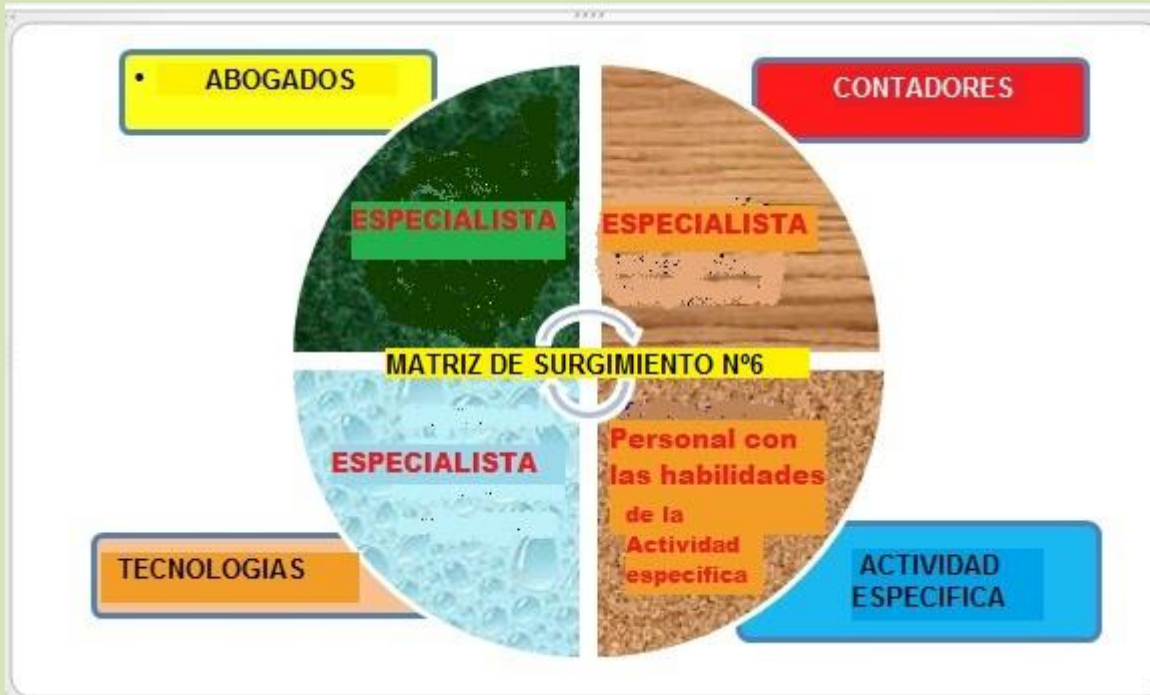 • ABOGADOS
CONTADORES
ESPECIALISTA
ESPECIALISTA
MATRIZ DE SURGIMIENTO Nº6
ESPECIALISTA
Personal con
las habilidades
de la
Actividad
especifica
TECNOLOGIAS
ACTIVIDAD
ESPECIFICA